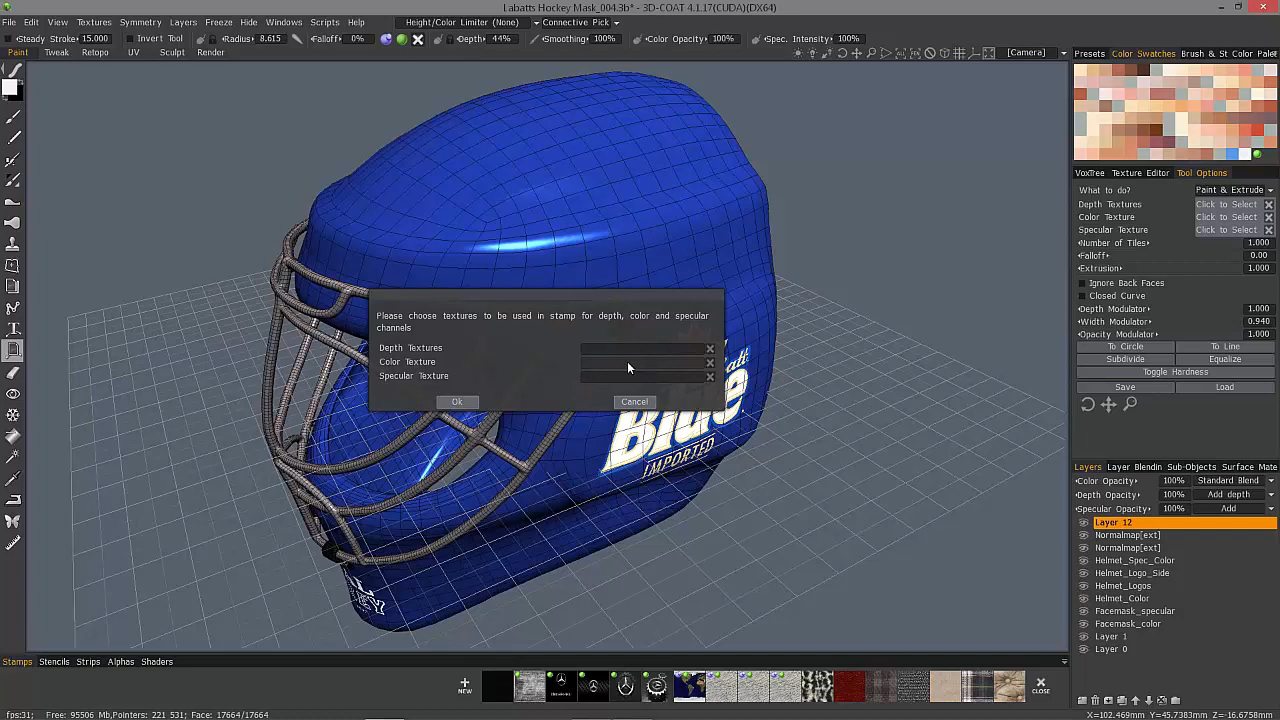 Labatts Hockey Mask_004.3b* - 3D-COAT 4.1.17(CUDA)(DX64)
File Edit View Textures Symmetry Layers Freeze Hide Windows Scripts Help Height/Color Limiter (None) Connective Pick
Steady Stroke 15.000 Invert Tool Radius 8.615 Falloff 0% Depth 44% Smoothing 100% Color Opacity 100% Spec. Intensity 100%
Paint Tweak Retopo UV Sculpt Render [Camera]
Presets Color Swatches Brush & St Color Palet
VoxTree Texture Editor Tool Options
What to do? Paint & Extrude
Depth Textures Click to Select
Color Texture Click to Select
Specular Texture Click to Select
Number of Tiles 1.000
Falloff 0.00
Extrusion 1.000
Ignore Back Faces
Closed Curve
Depth Modulator 1.000
Width Modulator 0.940
Opacity Modulator 1.000
To Circle To Line
Subdivide Equalize
Toggle Hardness
Save Load
Please choose textures to be used in stamp for depth, color and specular
channels
Depth Textures
Color Texture
Specular Texture
Ok Cancel
Blue
IMPORTED
Layers Layer Blendin Sub-Objects Surface Mate
Color Opacity 100% Standard Blend
Depth Opacity 100% Add depth
Specular Opacity 100% Add
Layer 12
Normalmap[ext]
Normalmap[ext]
Helmet_Spec_Color
Helmet_Logo_Side
Helmet_Logos
Helmet_Color
Facemask_specular
Facemask_color
Layer 1
Layer 0
Stamps Stencils Strips Alphas Shaders
NEW CLOSE
fps:31; Free: 95506 Mb,Pointers: 221 531; Face: 17664/17664 X=102.469mm Y=45.7383mm Z=-16.6758mm